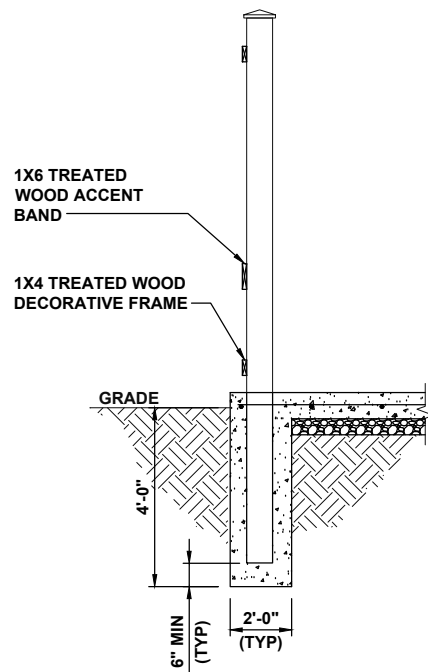 1X6 TREATED
WOOD ACCENT
BAND
1X4 TREATED WOOD
DECORATIVE FRAME
GRADE
4'-0"
6" MIN
(TYP)
2'-0"
(TYP)